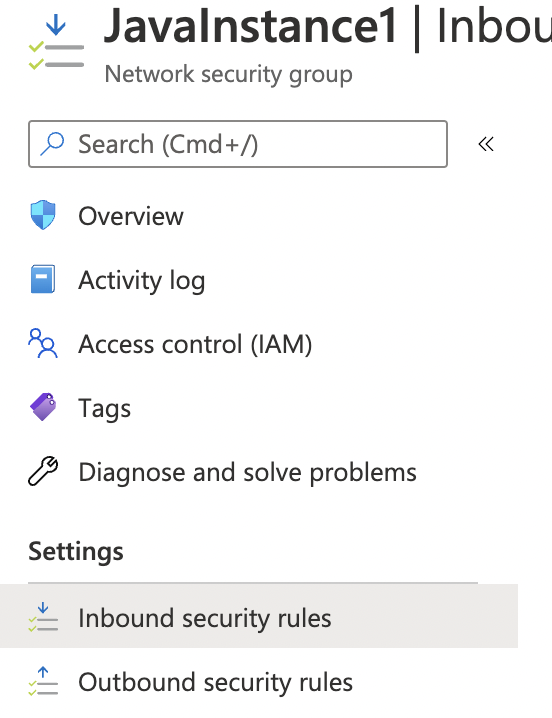 JavaInstance1 | Inbou
Network security group
Search (Cmd+/)
«
Overview
Activity log
Access control (IAM)
Tags
Diagnose and solve problems
Settings
Inbound security rules
Outbound security rules